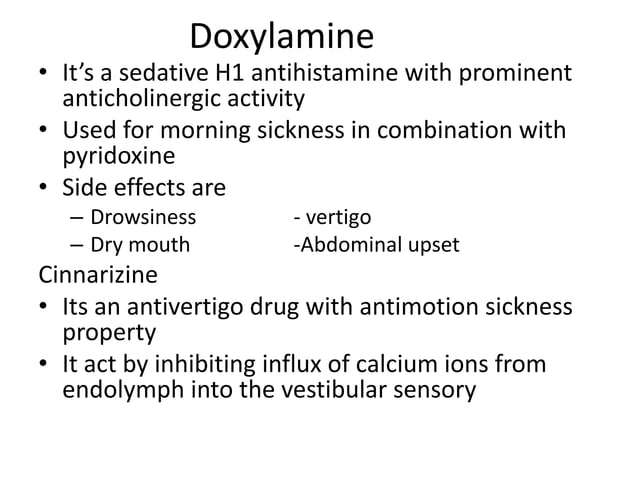 Doxylamine
• It’s a sedative H1 antihistamine with prominent
anticholinergic activity
• Used for morning sickness in combination with
pyridoxine
• Side effects are
– Drowsiness - vertigo
– Dry mouth -Abdominal upset
Cinnarizine
• Its an antivertigo drug with antimotion sickness
property
• It act by inhibiting influx of calcium ions from
endolymph into the vestibular sensory